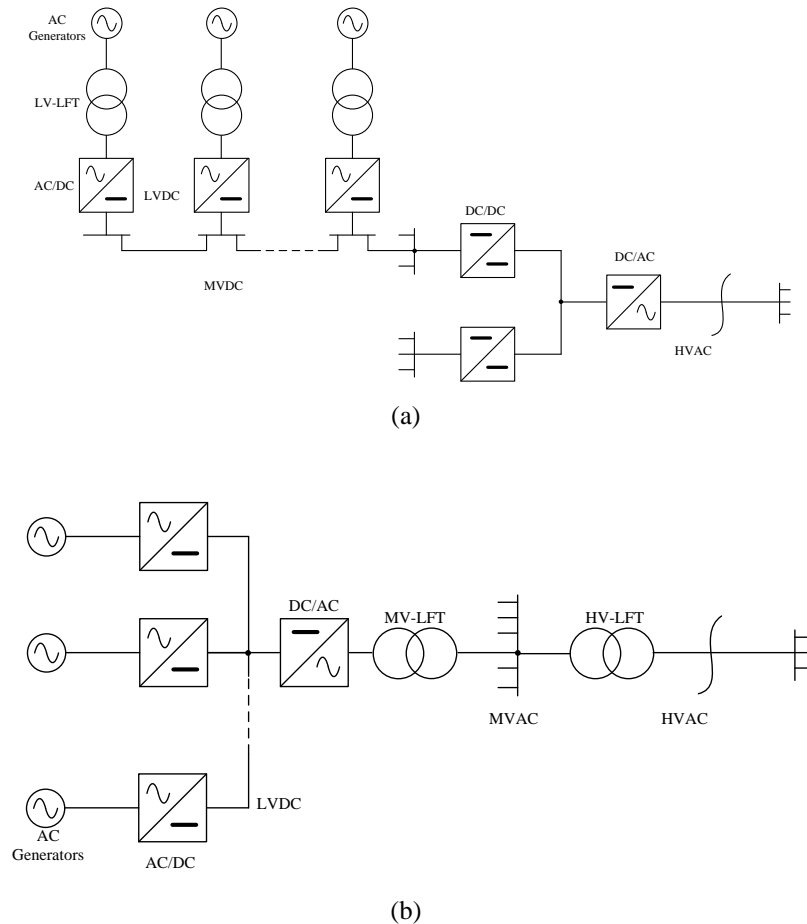 AC
Generators
LV-LFT
AC/DC
LVDC
MVDC
DC/DC
DC/AC
HVAC
(a)
DC/AC
MV-LFT
HV-LFT
MVAC
HVAC
LVDC
AC
Generators
AC/DC
(b)